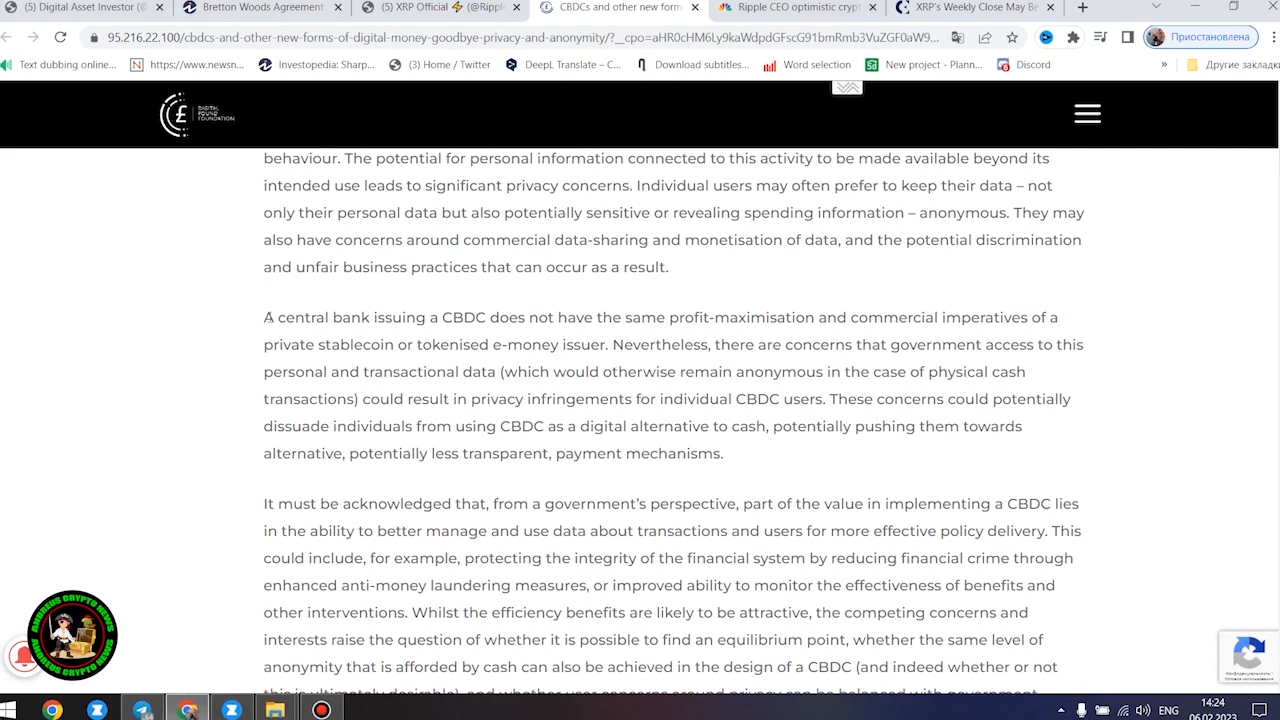 (5) Digital Asset Investor (@
Bretton Woods Agreement
(5) XRP Official ⚡ (@Ripple
CBDCs and other new form
Ripple CEO optimistic crypt
XRP's Weekly Close May Be
95.216.22.100/cbdcs-and-other-new-forms-of-digital-money-goodbye-privacy-and-anonymity/?__cpo=aHR0cHM6Ly9kaWdpdGFscG91bmRmb3VuZGF0aW9...
Приостановлена
Text dubbing online...
https://www.newsn...
Investopedia: Sharp...
(3) Home / Twitter
DeepL Translate – C...
Download subtitles...
Word selection
New project - Plann...
Discord
»
Другие закладки
DIGITAL
POUND
FOUNDATION
behaviour. The potential for personal information connected to this activity to be made available beyond its
intended use leads to significant privacy concerns. Individual users may often prefer to keep their data – not
only their personal data but also potentially sensitive or revealing spending information – anonymous. They may
also have concerns around commercial data-sharing and monetisation of data, and the potential discrimination
and unfair business practices that can occur as a result.
A central bank issuing a CBDC does not have the same profit-maximisation and commercial imperatives of a
private stablecoin or tokenised e-money issuer. Nevertheless, there are concerns that government access to this
personal and transactional data (which would otherwise remain anonymous in the case of physical cash
transactions) could result in privacy infringements for individual CBDC users. These concerns could potentially
dissuade individuals from using CBDC as a digital alternative to cash, potentially pushing them towards
alternative, potentially less transparent, payment mechanisms.
It must be acknowledged that, from a government's perspective, part of the value in implementing a CBDC lies
in the ability to better manage and use data about transactions and users for more effective policy delivery. This
could include, for example, protecting the integrity of the financial system by reducing financial crime through
enhanced anti-money laundering measures, or improved ability to monitor the effectiveness of benefits and
other interventions. Whilst the efficiency benefits are likely to be attractive, the competing concerns and
interests raise the question of whether it is possible to find an equilibrium point, whether the same level of
anonymity that is afforded by cash can also be achieved in the design of a CBDC (and indeed whether or not
ANDREUS CRYPTO NEWS
ANDREUS CRYPTO NEWS
Конфиденциальность -
ENG
14:24
06.02.2023